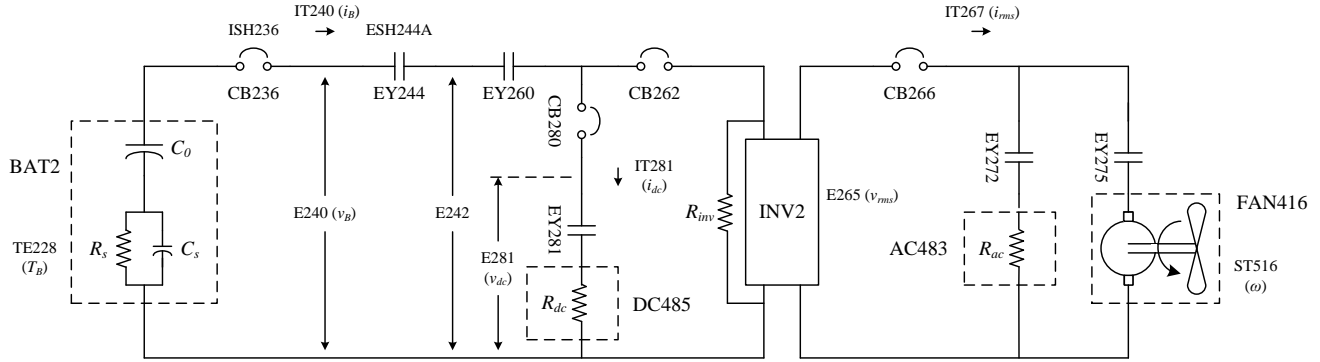 IT240 (iB)
IT267 (irms)
ISH236
ESH244A
CB236
EY244
EY260
CB262
CB266
CB280
BAT2
C0
TE228
(TB)
Rs
Cs
E240 (vB)
E242
IT281
(idc)
EY281
E281
(vdc)
Rdc
DC485
Rinv
INV2
E265 (vrms)
EY272
EY275
AC483
Rac
FAN416
ST516
(ω)